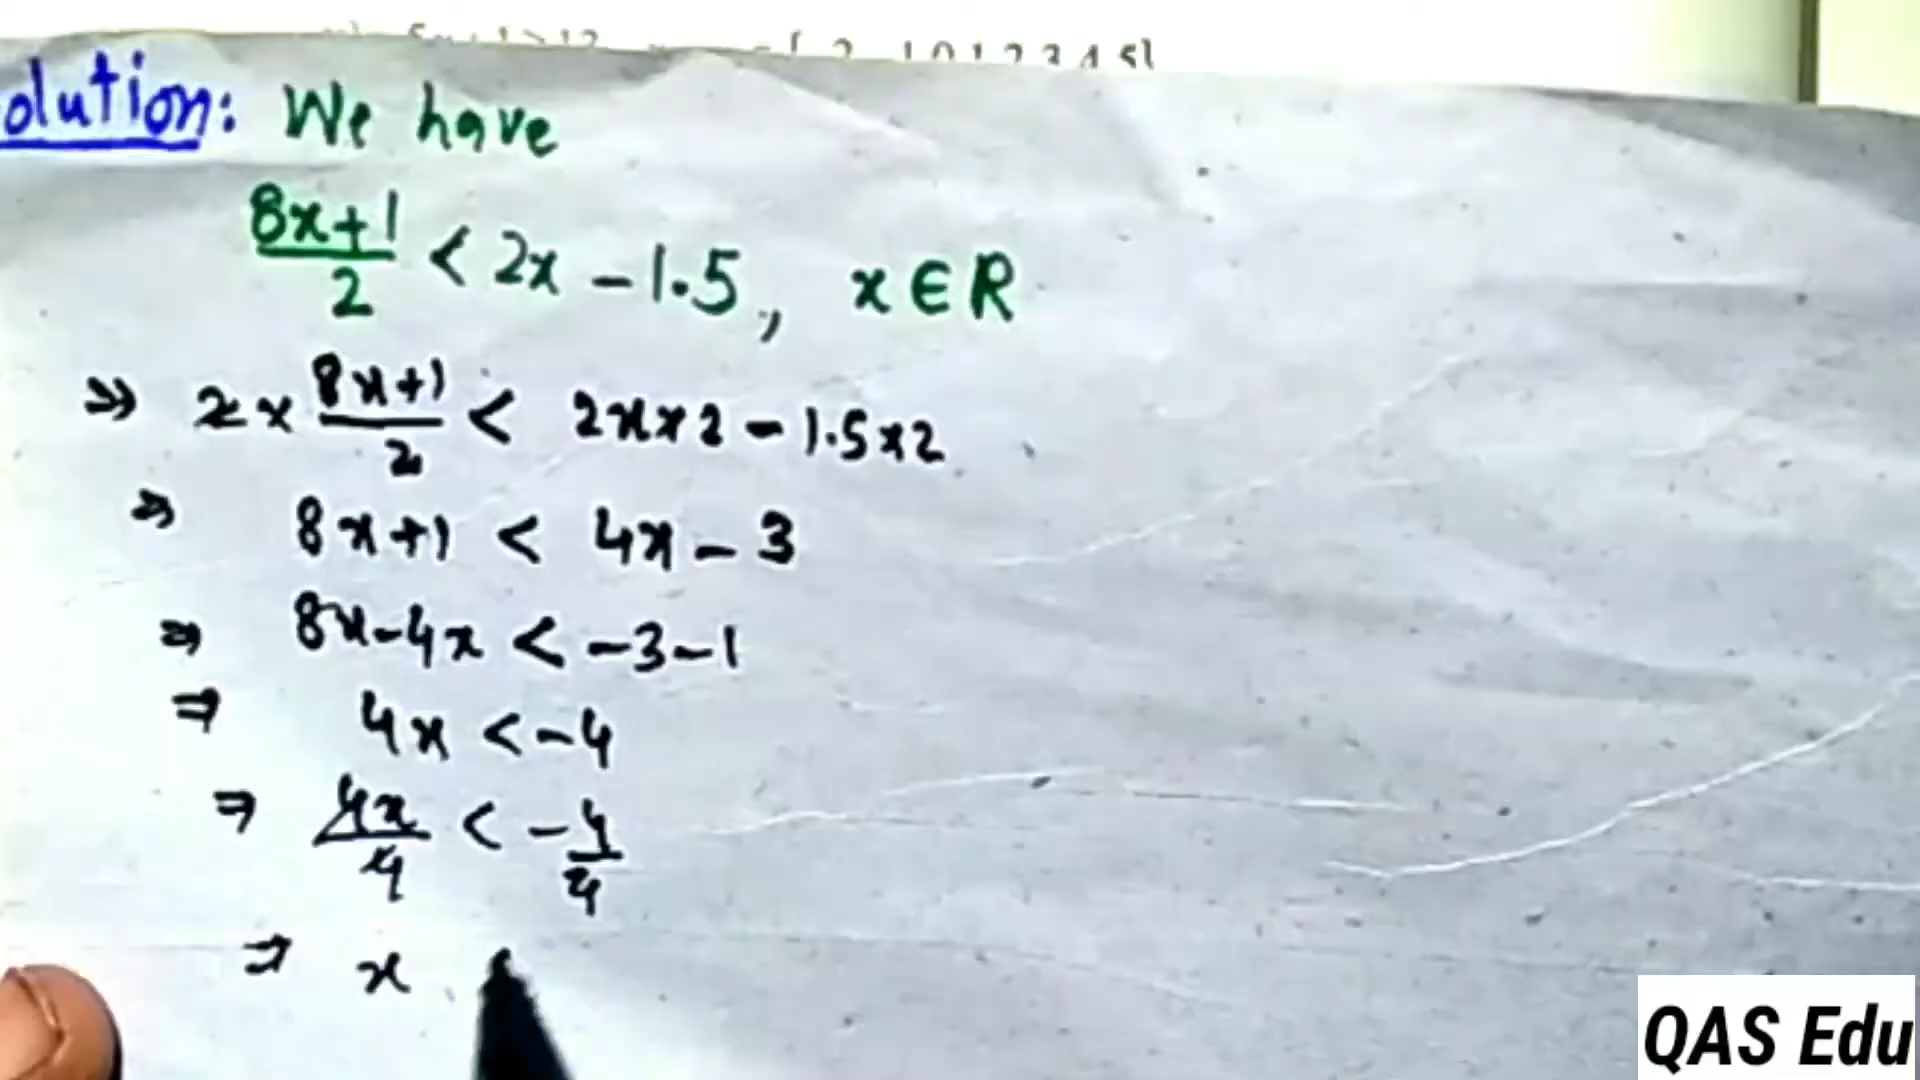 olution: We have
8x+1/2 < 2x - 1.5, x ∈ R
⇒ 2 × 8x+1/2 < 2x×2 - 1.5×2
⇒ 8x+1 < 4x - 3
⇒ 8x-4x < -3-1
⇒ 4x < -4
⇒ 4x/4 < -4/4
⇒ x
QAS Edu